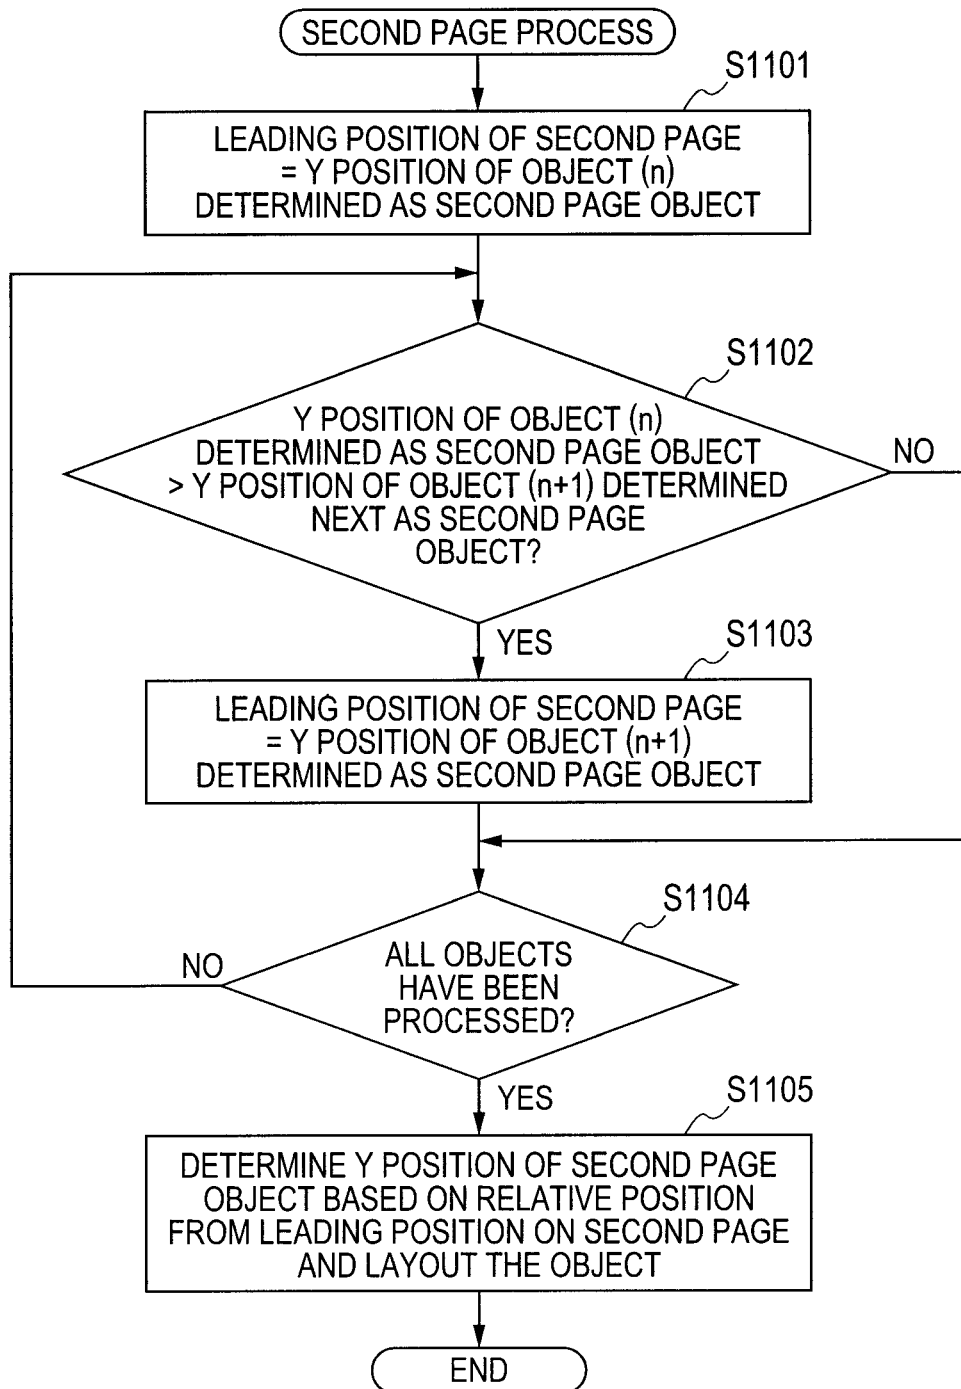 SECOND PAGE PROCESS
S1101
LEADING POSITION OF SECOND PAGE
= Y POSITION OF OBJECT (n)
DETERMINED AS SECOND PAGE OBJECT
S1102
Y POSITION OF OBJECT (n)
DETERMINED AS SECOND PAGE OBJECT
> Y POSITION OF OBJECT (n+1) DETERMINED
NEXT AS SECOND PAGE
OBJECT?
NO
YES
S1103
LEADING POSITION OF SECOND PAGE
= Y POSITION OF OBJECT (n+1)
DETERMINED AS SECOND PAGE OBJECT
S1104
ALL OBJECTS
HAVE BEEN
PROCESSED?
NO
YES
S1105
DETERMINE Y POSITION OF SECOND PAGE
OBJECT BASED ON RELATIVE POSITION
FROM LEADING POSITION ON SECOND PAGE
AND LAYOUT THE OBJECT
END